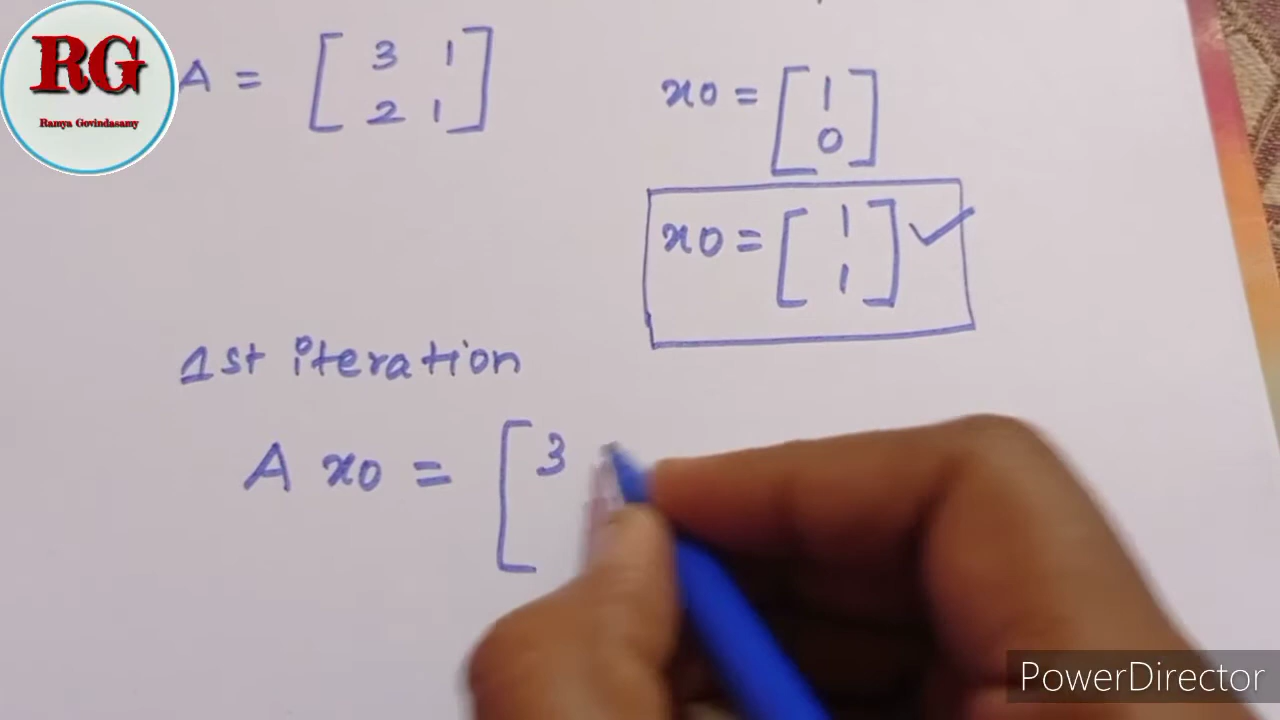 RG
Ramya Govindasamy
A = [ 3 1
2 1 ]
x0 = [ 1
0 ]
x0 = [ 1
1 ] ✓
1st iteration
A x0 = [ 3
PowerDirector